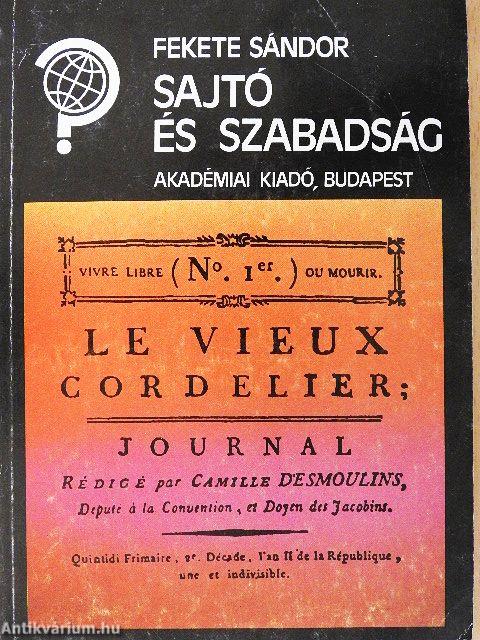 FEKETE SÁNDOR
SAJTÓ
ÉS SZABADSÁG
AKADÉMIAI KIADÓ, BUDAPEST
VIVRE LIBRE (No. 1er.) OU MOURIR.
LE VIEUX
CORDELIER;
JOURNAL
RÉDIGÉ par CAMILLE DESMOULINS,
Député à la Convention, et Doyen des Jacobins.
Quintidi Frimaire, 2e. Décade, l'an II de la République,
une et indivisible.
Antikvárium.hu